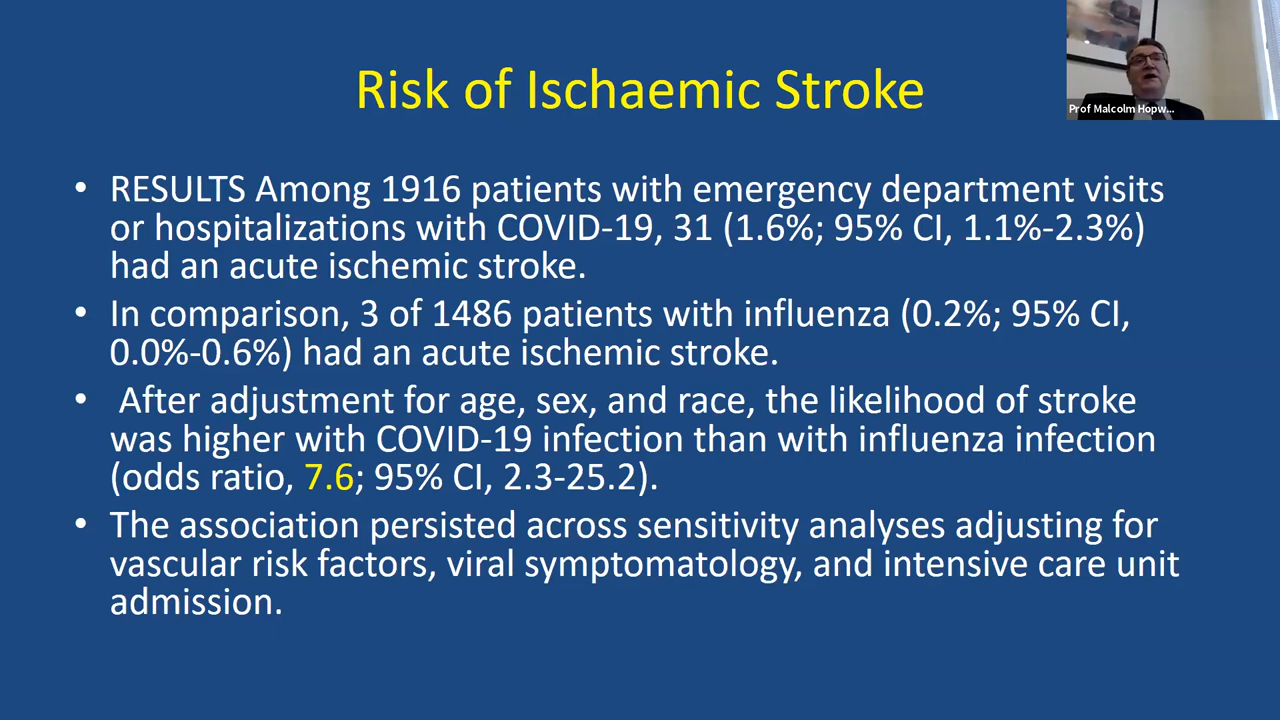 Risk of Ischaemic Stroke
Prof Malcolm Hopw...
• RESULTS Among 1916 patients with emergency department visits
or hospitalizations with COVID-19, 31 (1.6%; 95% CI, 1.1%-2.3%)
had an acute ischemic stroke.
• In comparison, 3 of 1486 patients with influenza (0.2%; 95% CI,
0.0%-0.6%) had an acute ischemic stroke.
• After adjustment for age, sex, and race, the likelihood of stroke
was higher with COVID-19 infection than with influenza infection
(odds ratio, 7.6; 95% CI, 2.3-25.2).
• The association persisted across sensitivity analyses adjusting for
vascular risk factors, viral symptomatology, and intensive care unit
admission.